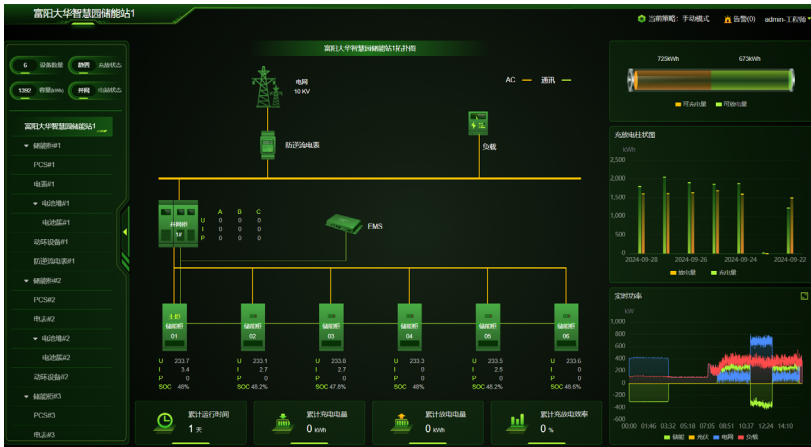 富阳大华智慧园储能站1
当前策略：手动模式
告警(0)
admin-工程师
6 设备数量
静置 充放状态
1392 容量(kWh)
并网 电站状态
富阳大华智慧园储能站1
储能柜#1
PCS#1
电表#1
电池堆#1
电池簇#1
动环设备#1
防逆流电表#1
储能柜#2
PCS#2
电表#2
电池堆#2
电池簇#2
动环设备#2
储能柜#3
PCS#3
电表#3
富阳大华智慧园储能站1拓扑图
AC
通讯
电网
10 KV
防逆流电表
负载
并网柜
1#
A B C
U 0 0 0
I 0 0 0
P 0 0 0
EMS
主机
储能柜
01
储能柜
02
储能柜
03
储能柜
04
储能柜
05
储能柜
06
U 233.7
I 3.4
P 0
SOC 48%
U 233.1
I 2.7
P 0
SOC 48.2%
U 233.8
I 2.7
P 0
SOC 47.8%
U 233.3
I 0
P 0
SOC 48%
U 233.5
I 2.5
P 0
SOC 48.2%
U 233.6
I 0
P 0
SOC 48.6%
累计运行时间
1 天
累计充电电量
0 kWh
累计放电电量
0 kWh
累计充放电效率
0 %
725kWh
673kWh
可充电量
可放电量
充放电柱状图
kWh
2,500
2,000
1,500
1,000
500
0
2024-09-28
2024-09-26
2024-09-24
2024-09-22
放电量
充电量
实时功率
kW
1,000
800
600
400
200
0
-200
-400
-600
00:00 01:46 03:32 05:18 07:05 08:51 10:37 12:24 14:10
储能
光伏
电网
负载